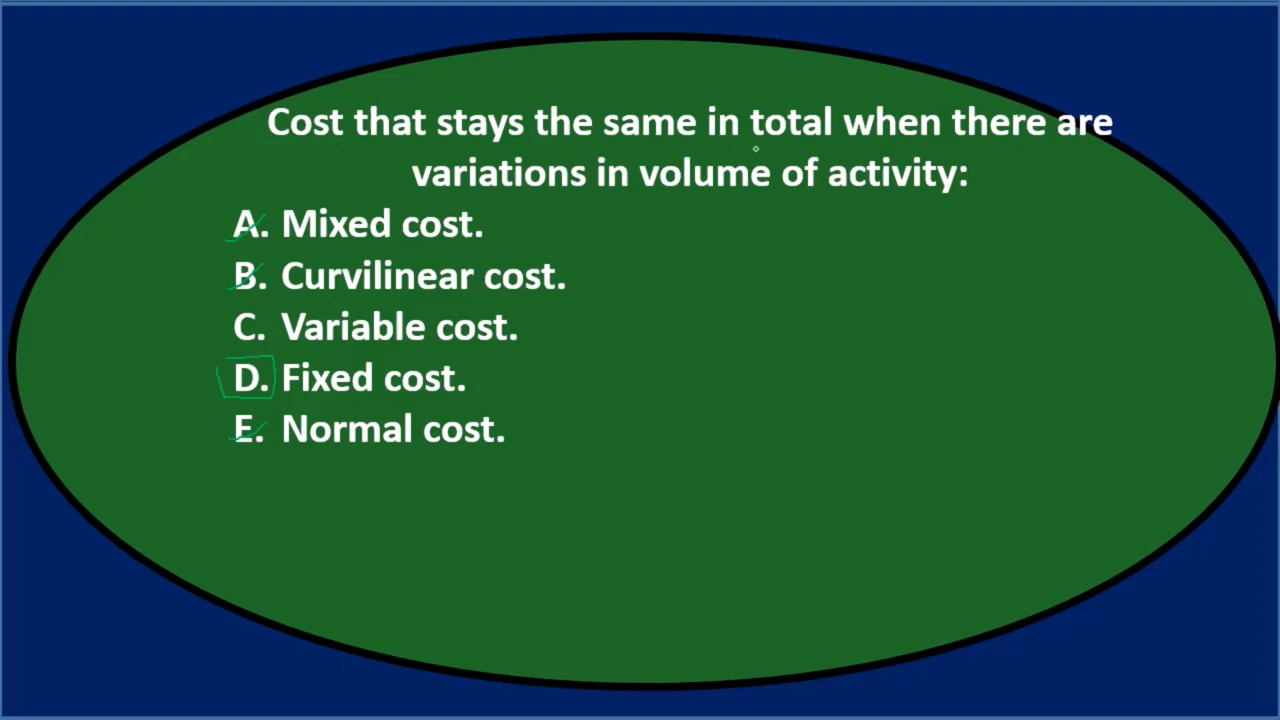 Cost that stays the same in total when there are
variations in volume of activity:
A. Mixed cost.
B. Curvilinear cost.
C. Variable cost.
D. Fixed cost.
E. Normal cost.